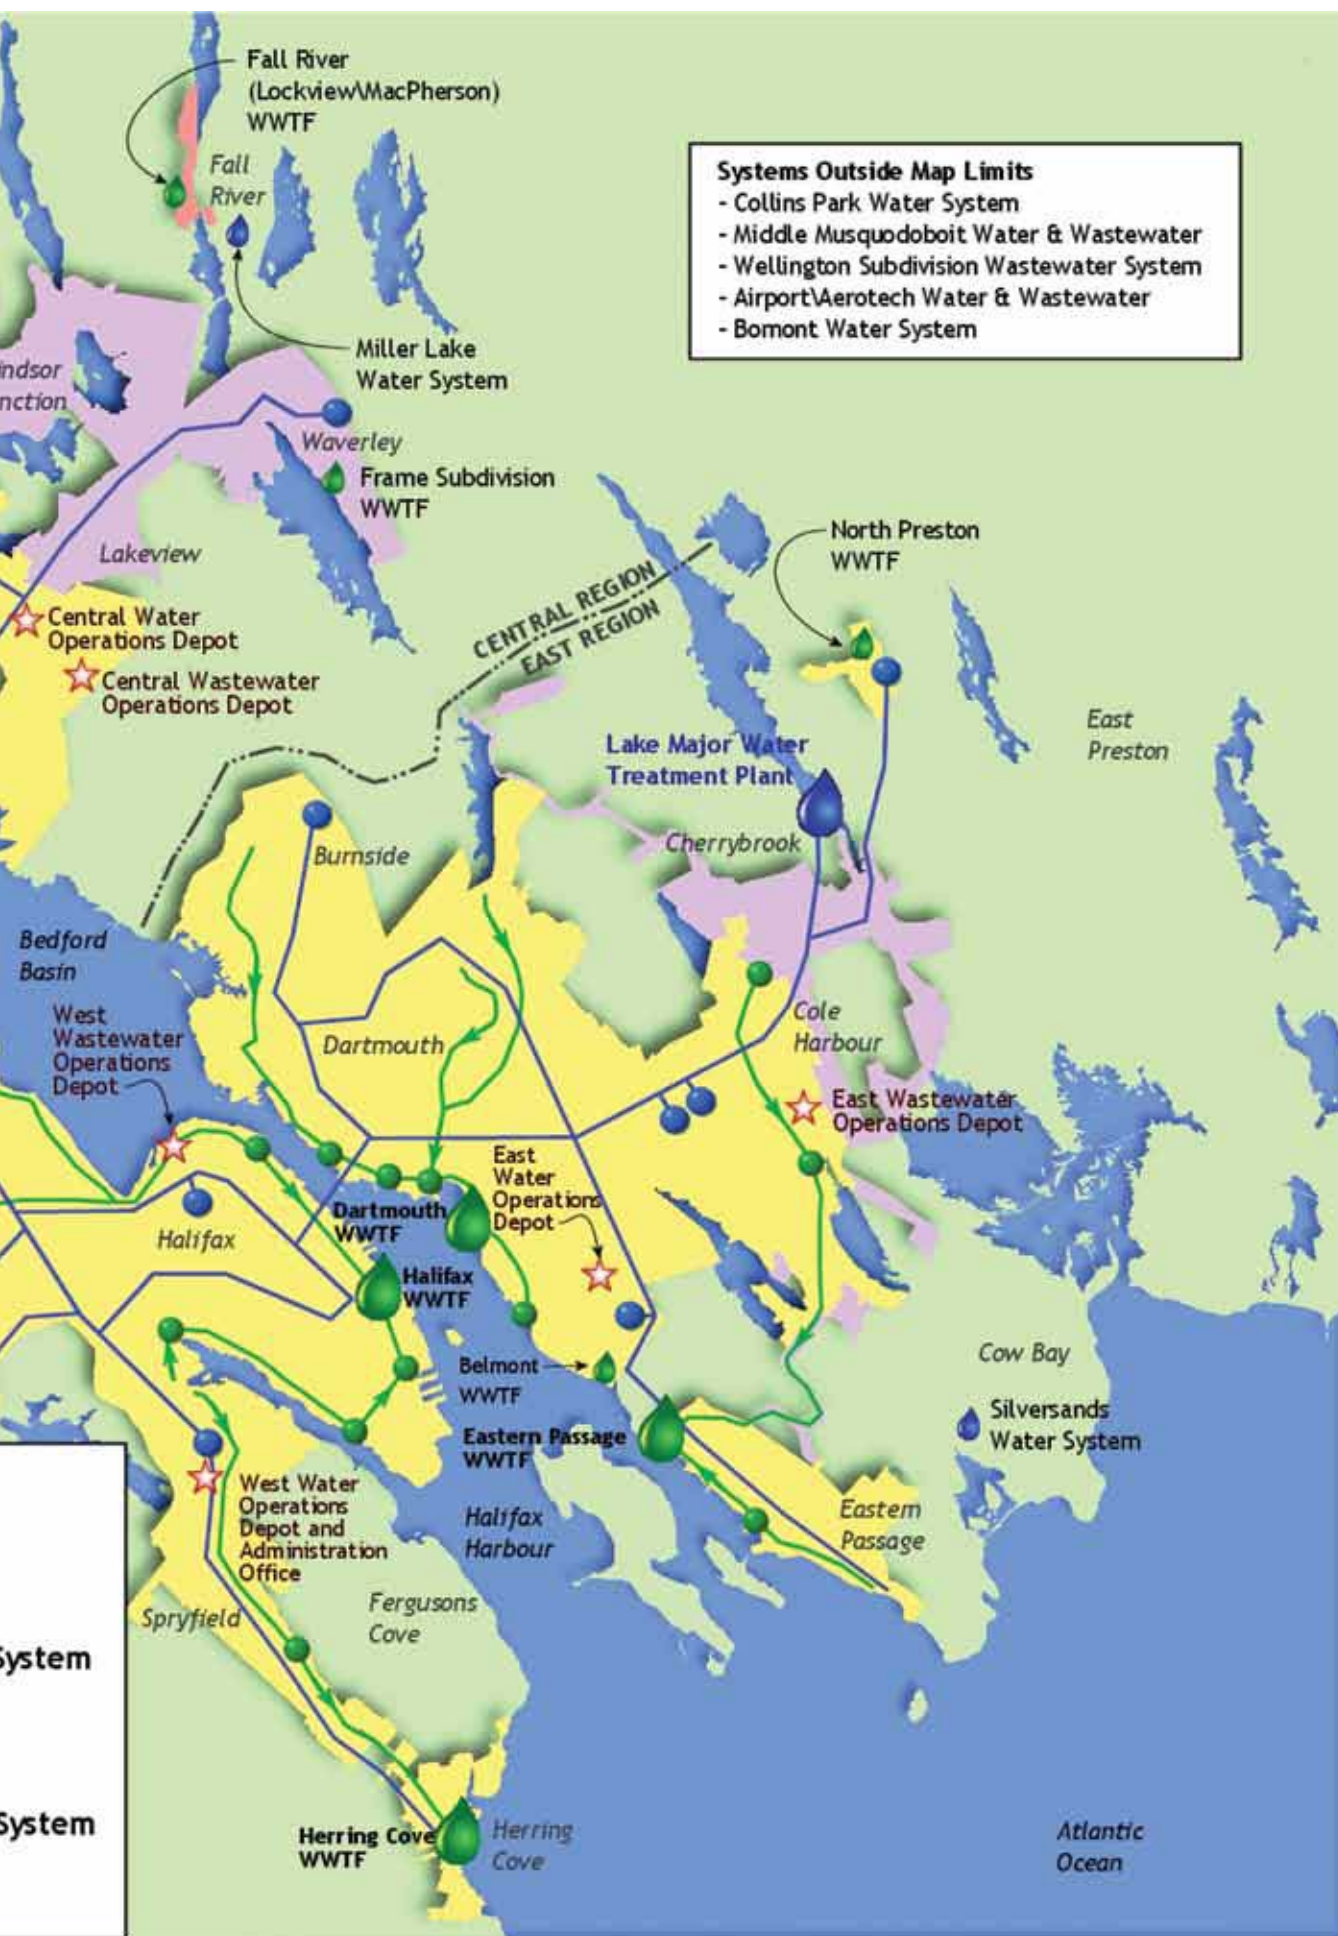 Fall River
(Lockview\MacPherson)
WWTF
Fall
River
Systems Outside Map Limits
- Collins Park Water System
- Middle Musquodoboit Water & Wastewater
- Wellington Subdivision Wastewater System
- Airport\Aerotech Water & Wastewater
- Bomont Water System
Miller Lake
Water System
indsor
nction
Waverley
Frame Subdivision
WWTF
Lakeview
North Preston
WWTF
CENTRAL REGION
EAST REGION
Central Water
Operations Depot
Central Wastewater
Operations Depot
East
Preston
Lake Major Water
Treatment Plant
Cherrybrook
Burnside
Bedford
Basin
West
Wastewater
Operations
Depot
Dartmouth
Cole
Harbour
East Wastewater
Operations Depot
East
Water
Operations
Depot
Dartmouth
WWTF
Halifax
Halifax
WWTF
Belmont
WWTF
Cow Bay
Silversands
Water System
Eastern Passage
WWTF
West Water
Operations
Depot and
Administration
Office
Halifax
Harbour
Eastern
Passage
Fergusons
Cove
Spryfield
System
System
Herring Cove
WWTF
Herring
Cove
Atlantic
Ocean